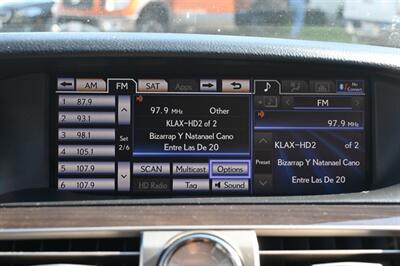 AM FM SAT Apps
No Connect
1 87.9
2 93.1
3 98.1
4 105.1
5 107.9
6 107.9
Set
2/6
97.9 MHz Other
KLAX-HD2 of 2
Bizarrap Y Natanael Cano
Entre Las De 20
SCAN Multicast Options
HD Radio Tag Sound
FM
97.9 MHz
KLAX-HD2 of 2
Preset
Bizarrap Y Natanael Cano
Entre Las De 20